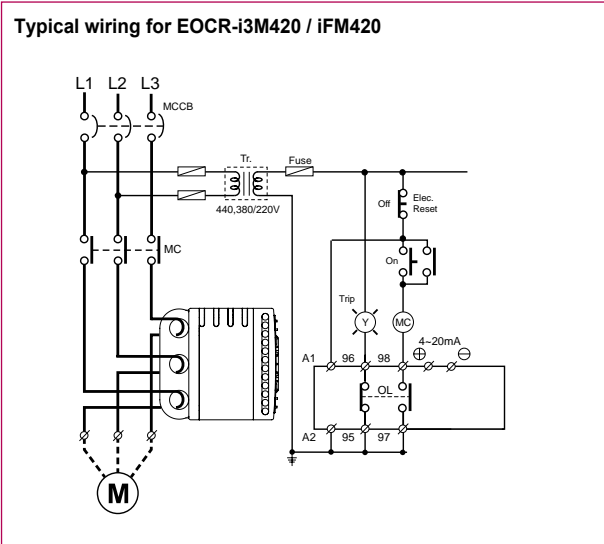 Typical wiring for EOCR-i3M420 / iFM420
L1 L2 L3
MCCB
Tr.
Fuse
440,380/220V
Off
Elec.
Reset
MC
On
Trip
Y
MC
4~20mA
A1 96 98
OL
A2 95 97
M